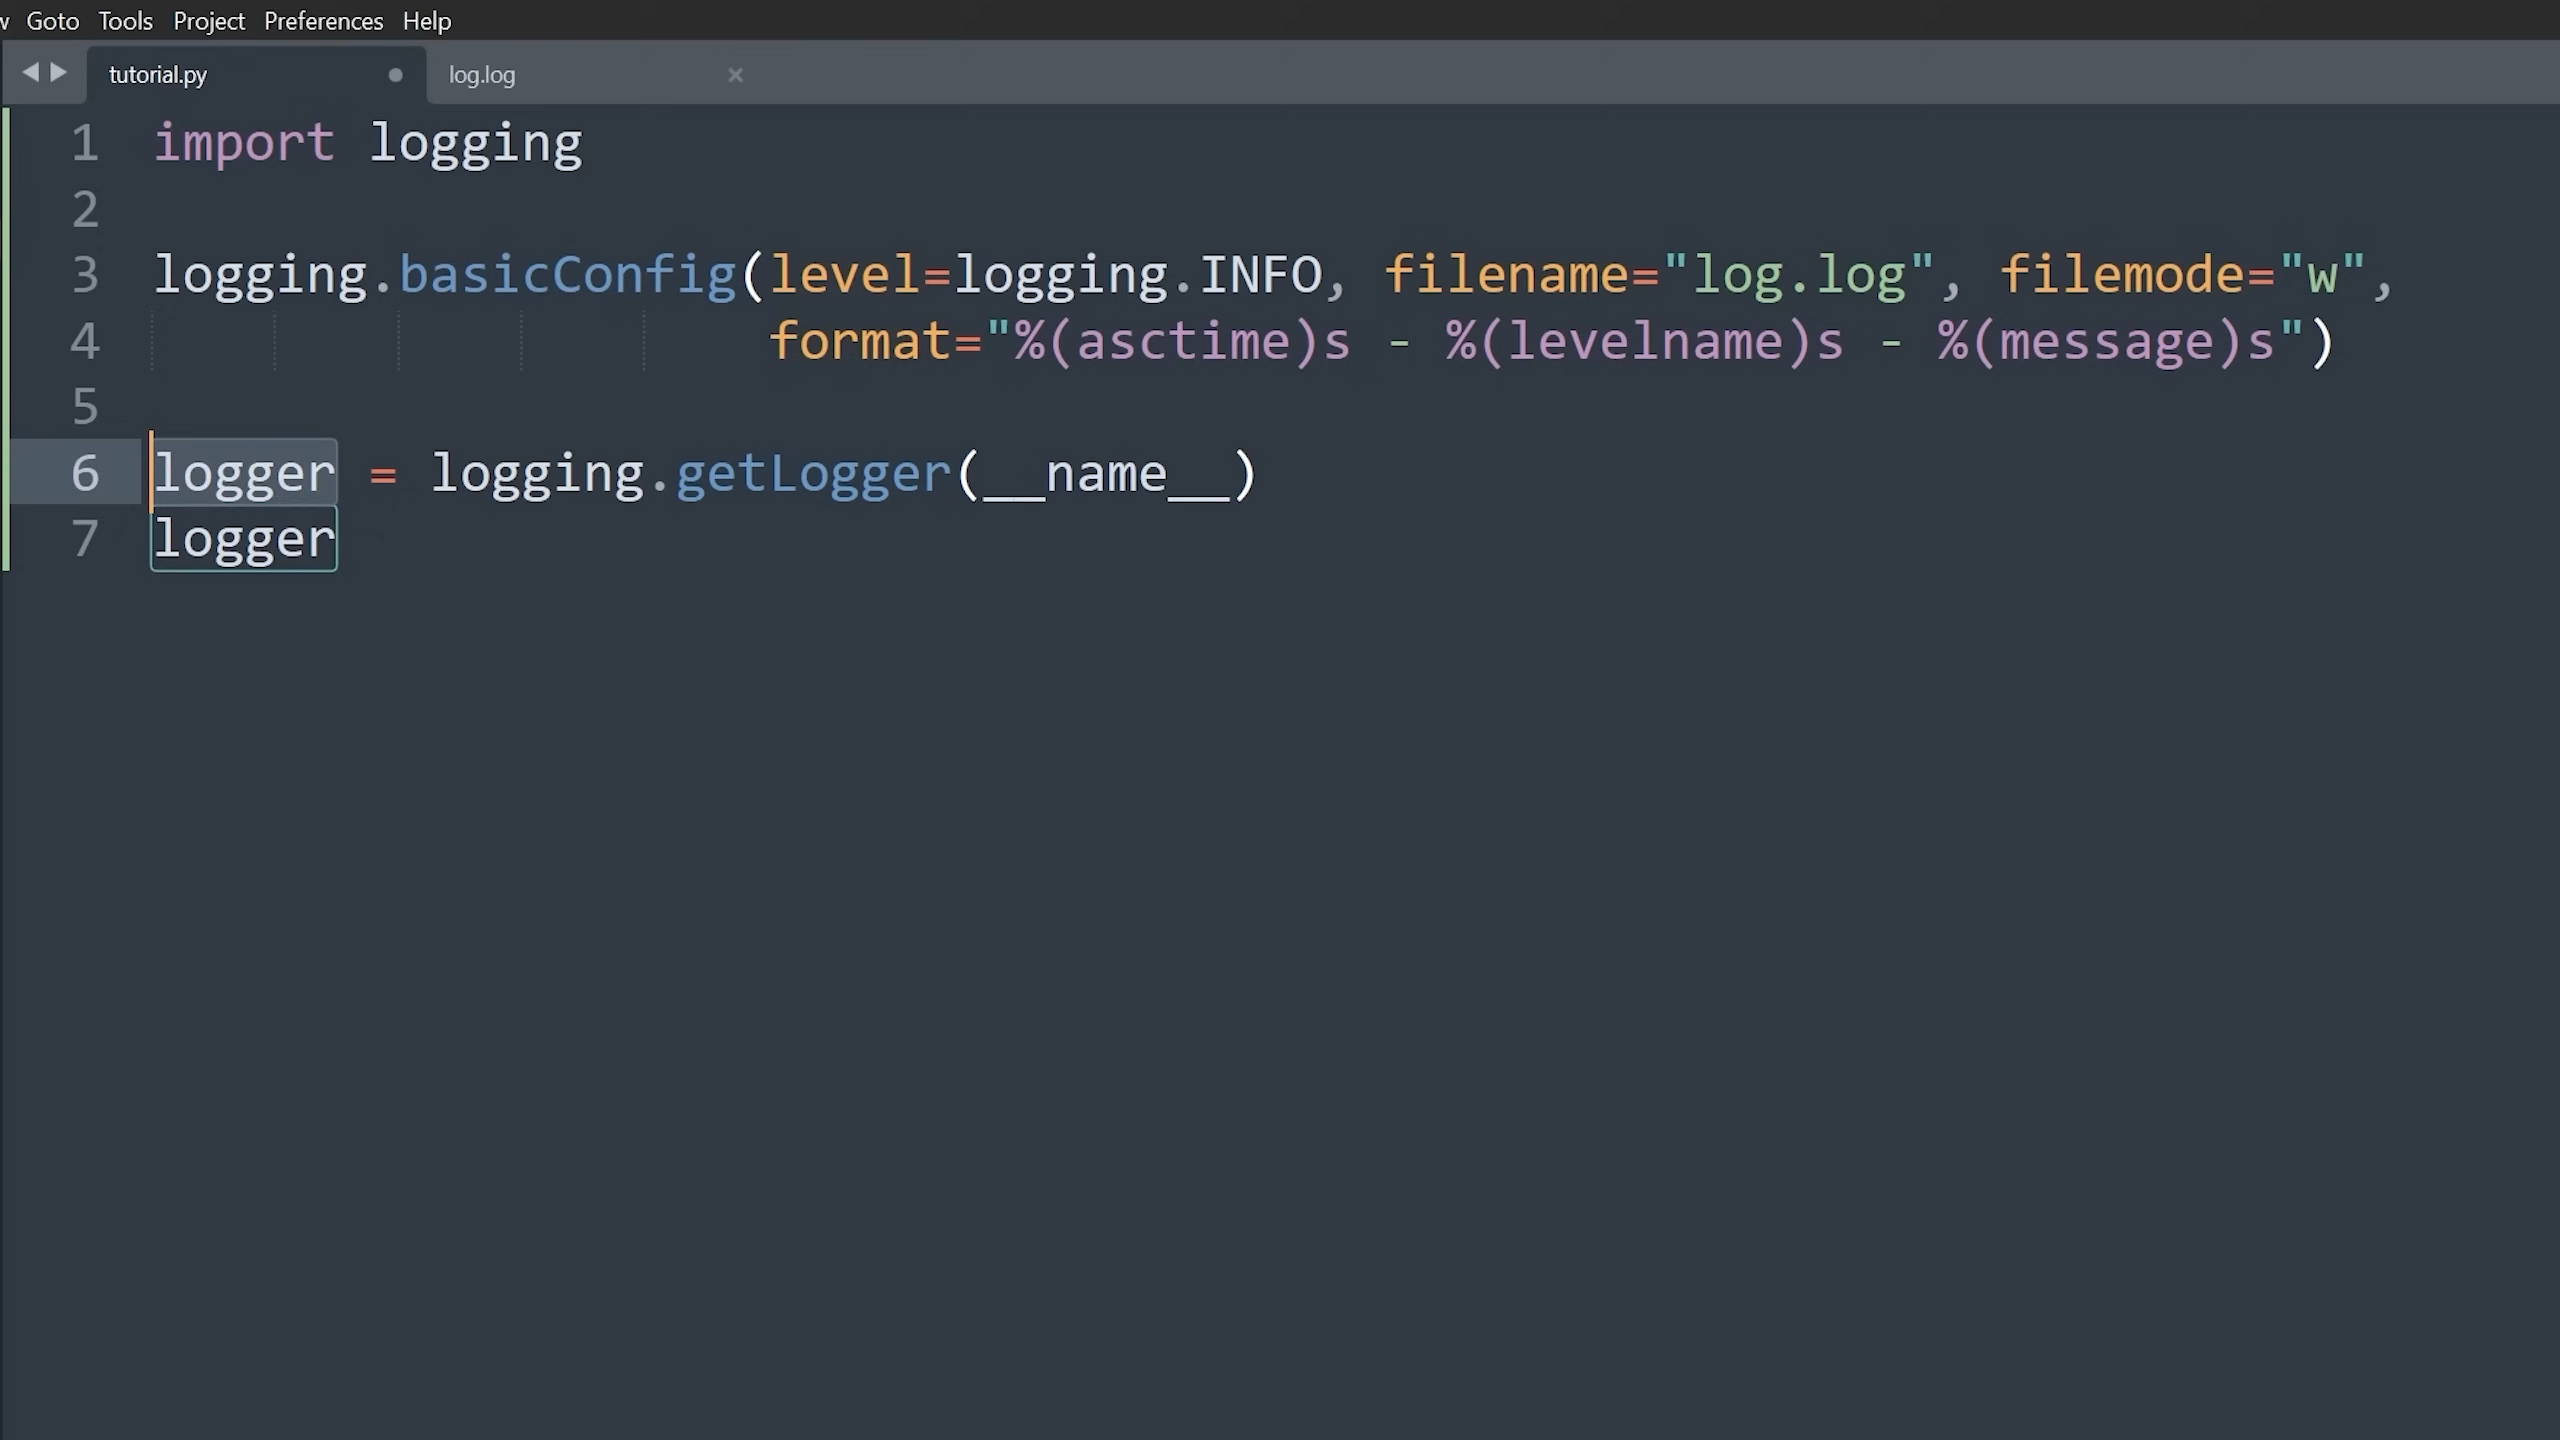 Goto Tools Project Preferences Help
tutorial.py log.log
1 import logging
2
3 logging.basicConfig(level=logging.INFO, filename="log.log", filemode="w",
4 format="%(asctime)s - %(levelname)s - %(message)s")
5
6 logger = logging.getLogger(__name__)
7 logger